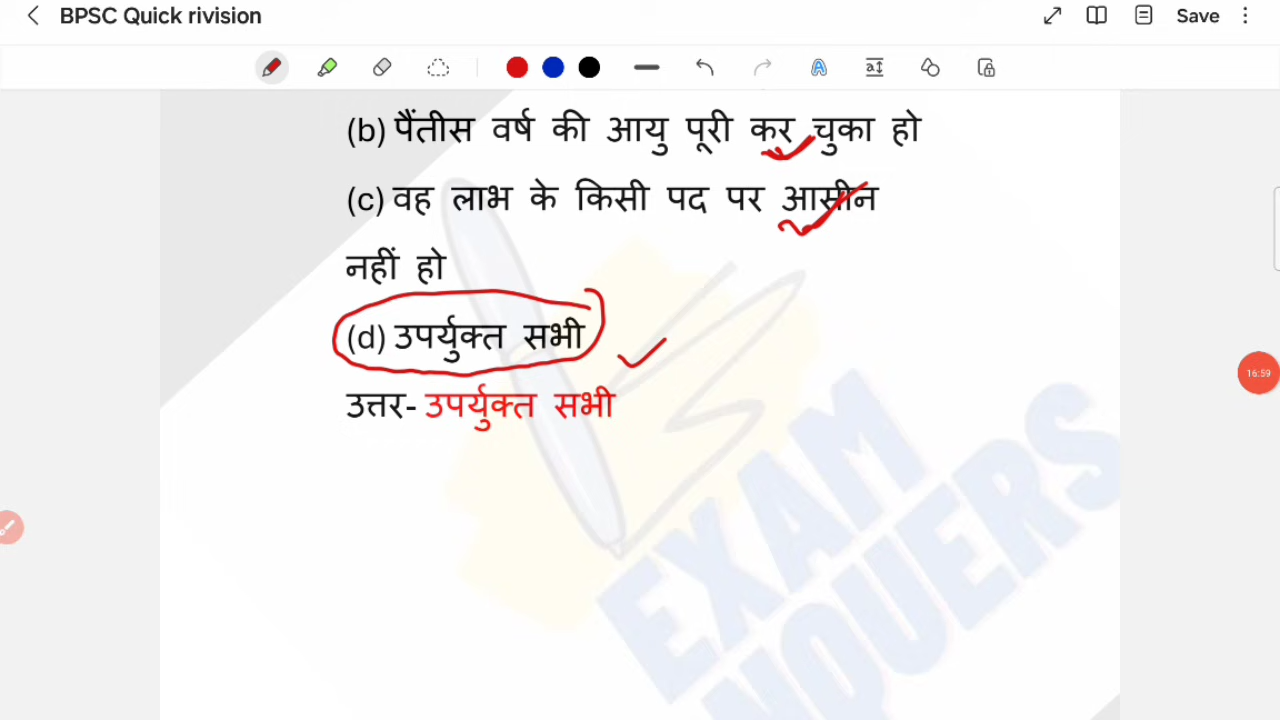 BPSC Quick rivision
Save
(b) पैंतीस वर्ष की आयु पूरी कर चुका हो
(c) वह लाभ के किसी पद पर आसीन
नहीं हो
(d) उपर्युक्त सभी
उत्तर- उपर्युक्त सभी
16:59
EXAM
NQUERS